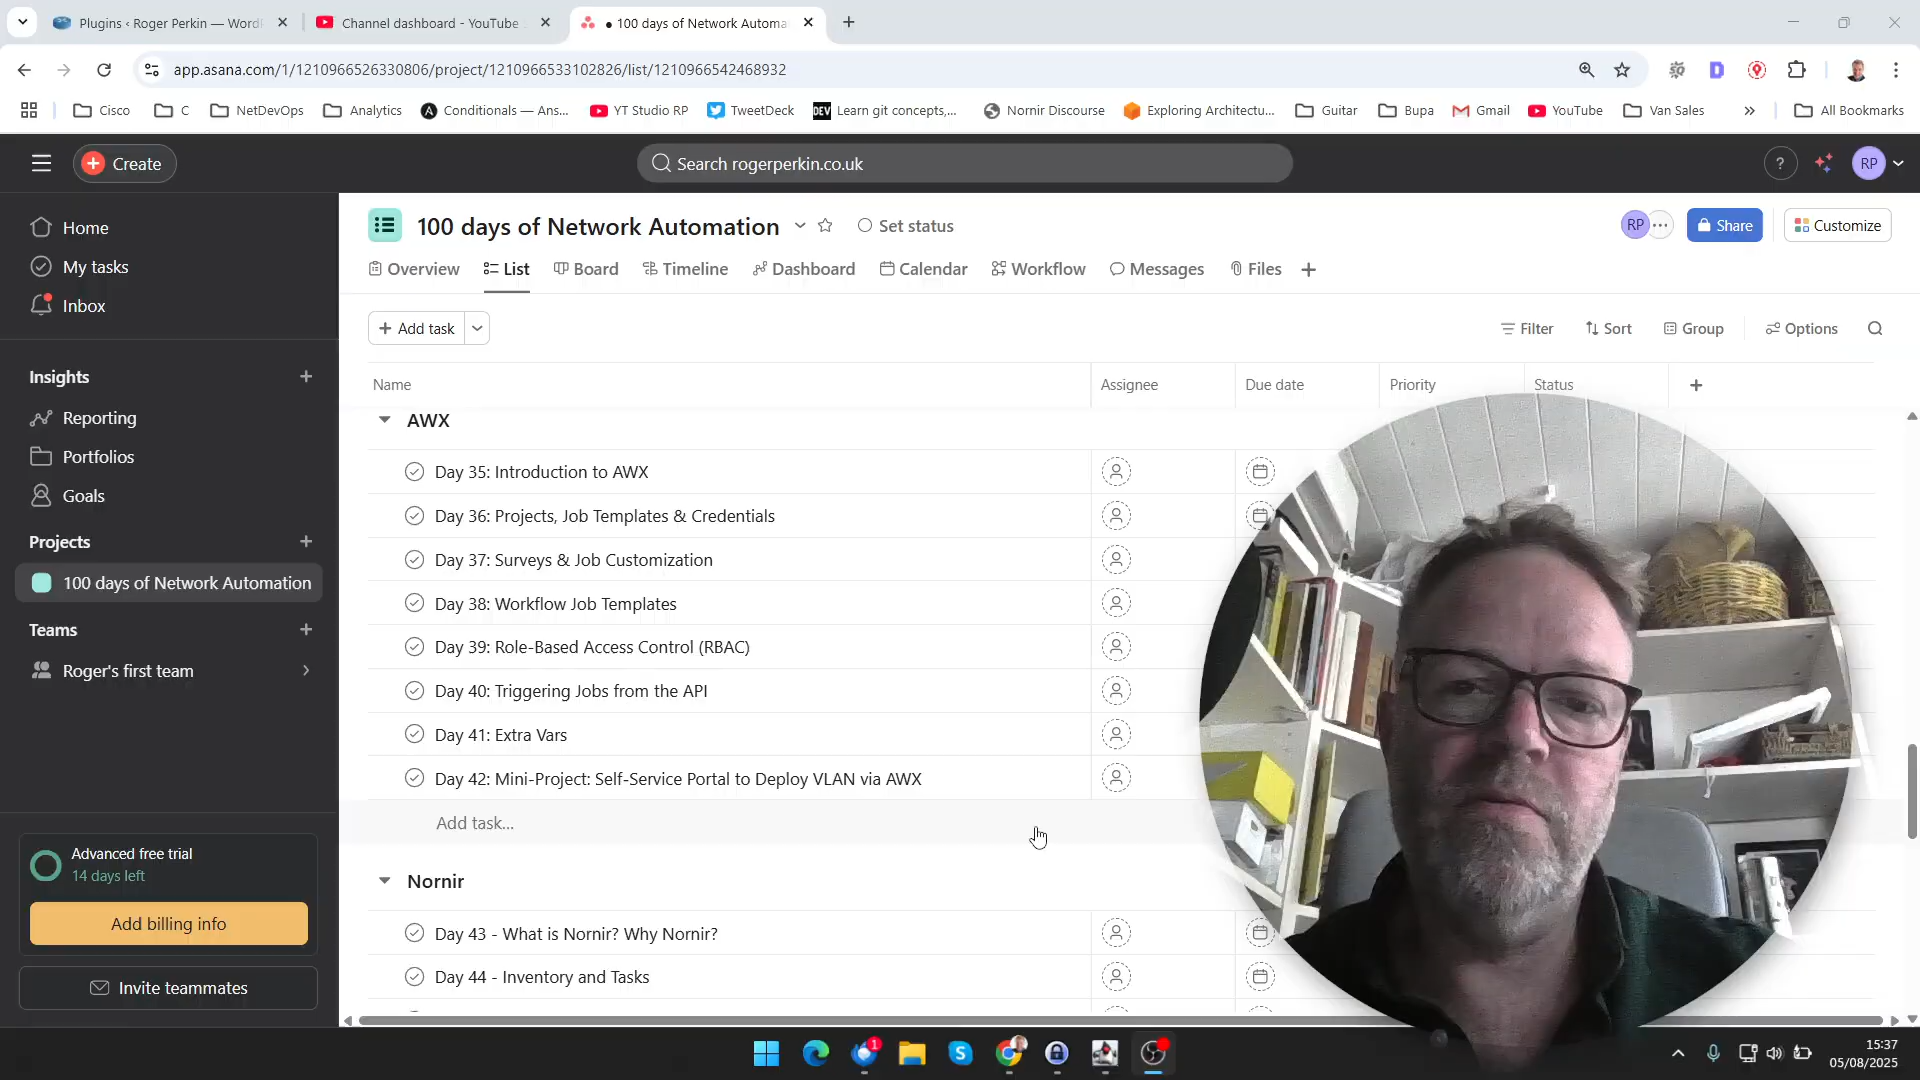 Plugins ‹ Roger Perkin — WordP
Channel dashboard - YouTube
● 100 days of Network Automa
app.asana.com/1/1210966526330806/project/1210966533102826/list/1210966542468932
Cisco
C
NetDevOps
Analytics
Conditionals — Ans...
YT Studio RP
TweetDeck
DEV
Learn git concepts,...
Nornir Discourse
Exploring Architectu...
Guitar
Bupa
Gmail
YouTube
Van Sales
»
All Bookmarks
Create
Search rogerperkin.co.uk
?
RP
Home
My tasks
Inbox
Insights
Reporting
Portfolios
Goals
Projects
100 days of Network Automation
Teams
Roger's first team
Advanced free trial
14 days left
Add billing info
Invite teammates
100 days of Network Automation
Set status
RP
Share
Customize
Overview
List
Board
Timeline
Dashboard
Calendar
Workflow
Messages
Files
Add task
Filter
Sort
Group
Options
Name
Assignee
Due date
Priority
Status
AWX
Day 35: Introduction to AWX
Day 36: Projects, Job Templates & Credentials
Day 37: Surveys & Job Customization
Day 38: Workflow Job Templates
Day 39: Role-Based Access Control (RBAC)
Day 40: Triggering Jobs from the API
Day 41: Extra Vars
Day 42: Mini-Project: Self-Service Portal to Deploy VLAN via AWX
Add task...
Nornir
Day 43 - What is Nornir? Why Nornir?
Day 44 - Inventory and Tasks
1
15:37
05/08/2025